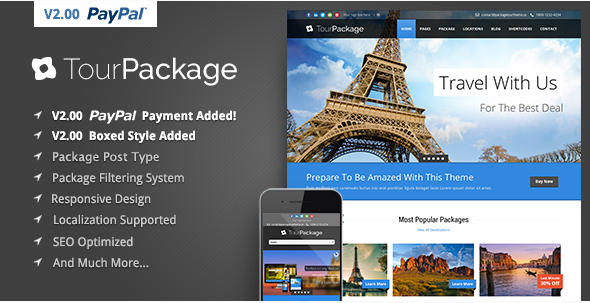 V2.00 PayPal™
TourPackage
V2.00 PayPal Payment Added!
V2.00 Boxed Style Added
Package Post Type
Package Filtering System
Responsive Design
Localization Supported
SEO Optimized
And Much More...
TourPackage
HOME PAGES PACKAGE LOCATIONS BLOG SHORTCODES CONTACT
Travel With Us
For The Best Deal
Prepare To Be Amazed With This Theme
Buy Now
Most Popular Packages
View All Destinations
Learn More
Learn More
Last Minute
30% Off
TourPackage